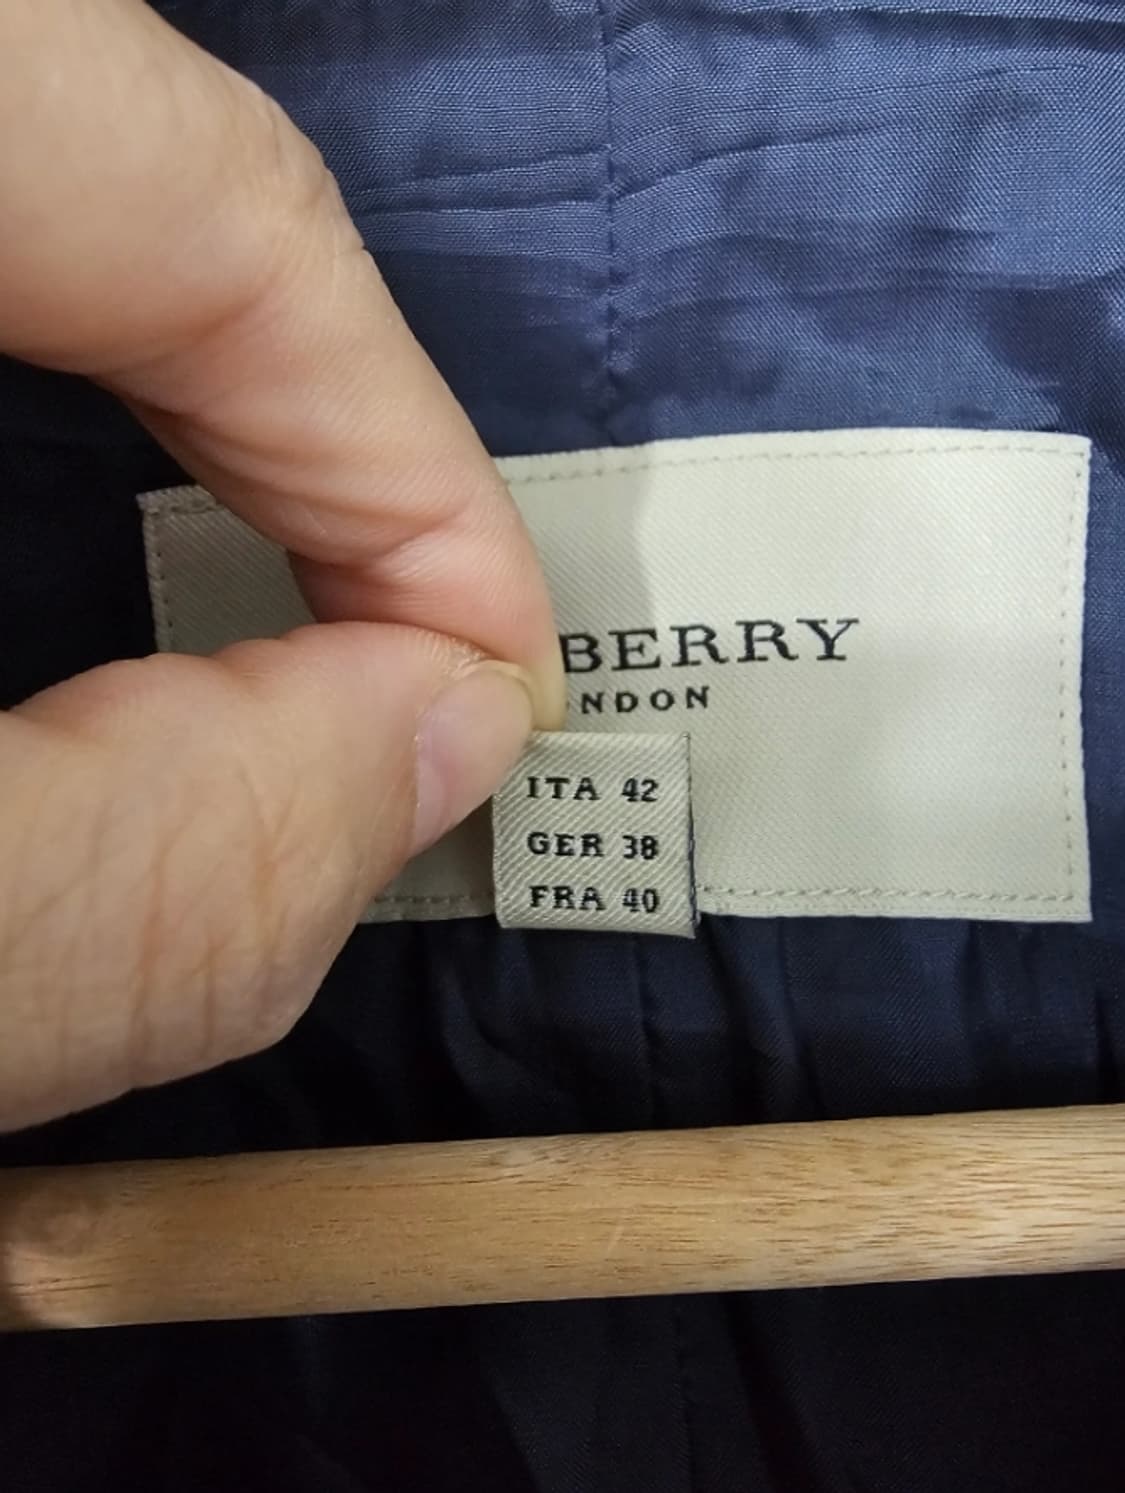 BERRY
NDON
ITA 42
GER 38
FRA 40